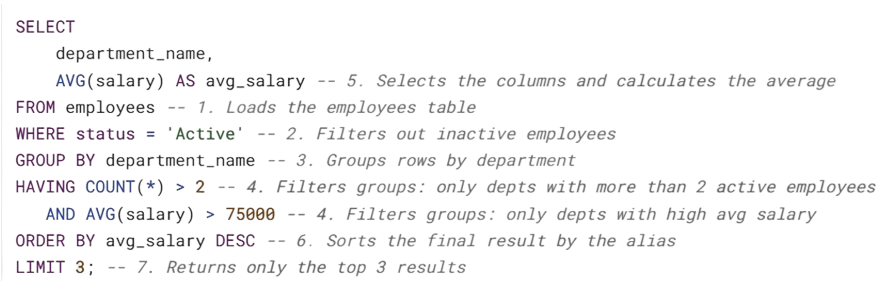 SELECT
department_name,
AVG(salary) AS avg_salary -- 5. Selects the columns and calculates the average
FROM employees -- 1. Loads the employees table
WHERE status = 'Active' -- 2. Filters out inactive employees
GROUP BY department_name -- 3. Groups rows by department
HAVING COUNT(*) > 2 -- 4. Filters groups: only depts with more than 2 active employees
AND AVG(salary) > 75000 -- 4. Filters groups: only depts with high avg salary
ORDER BY avg_salary DESC -- 6. Sorts the final result by the alias
LIMIT 3; -- 7. Returns only the top 3 results